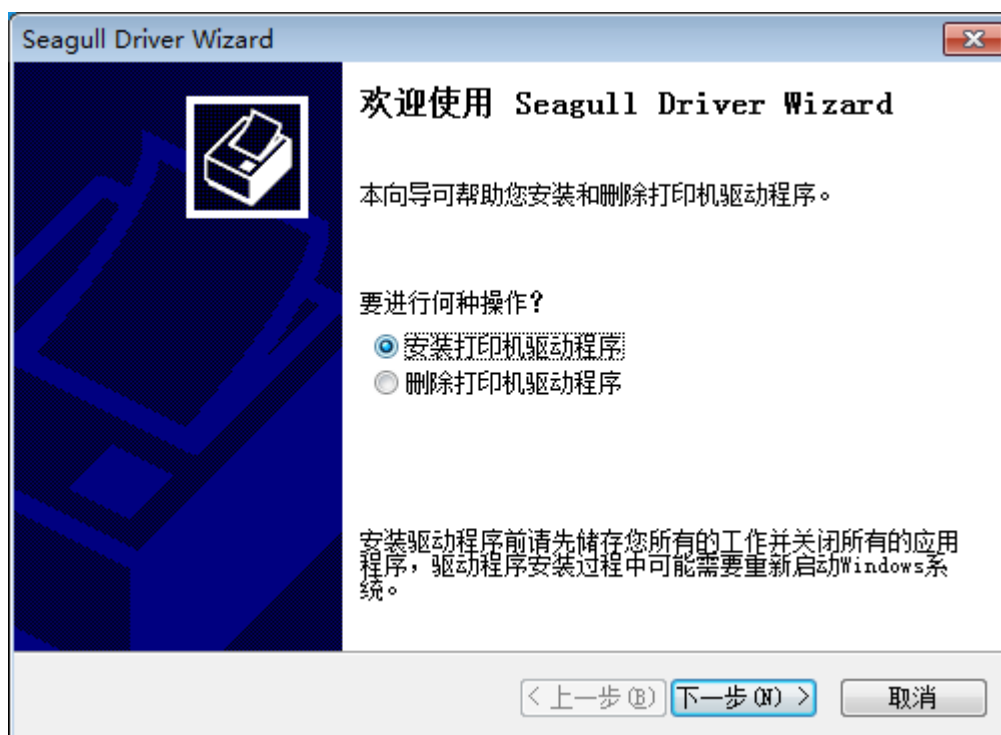 Seagull Driver Wizard
欢迎使用 Seagull Driver Wizard
本向导可帮助您安装和删除打印机驱动程序。
要进行何种操作?
安装打印机驱动程序
删除打印机驱动程序
安装驱动程序前请先储存您所有的工作并关闭所有的应用
程序，驱动程序安装过程中可能需要重新启动Windows系
统。
< 上一步(B) 下一步(N) > 取消